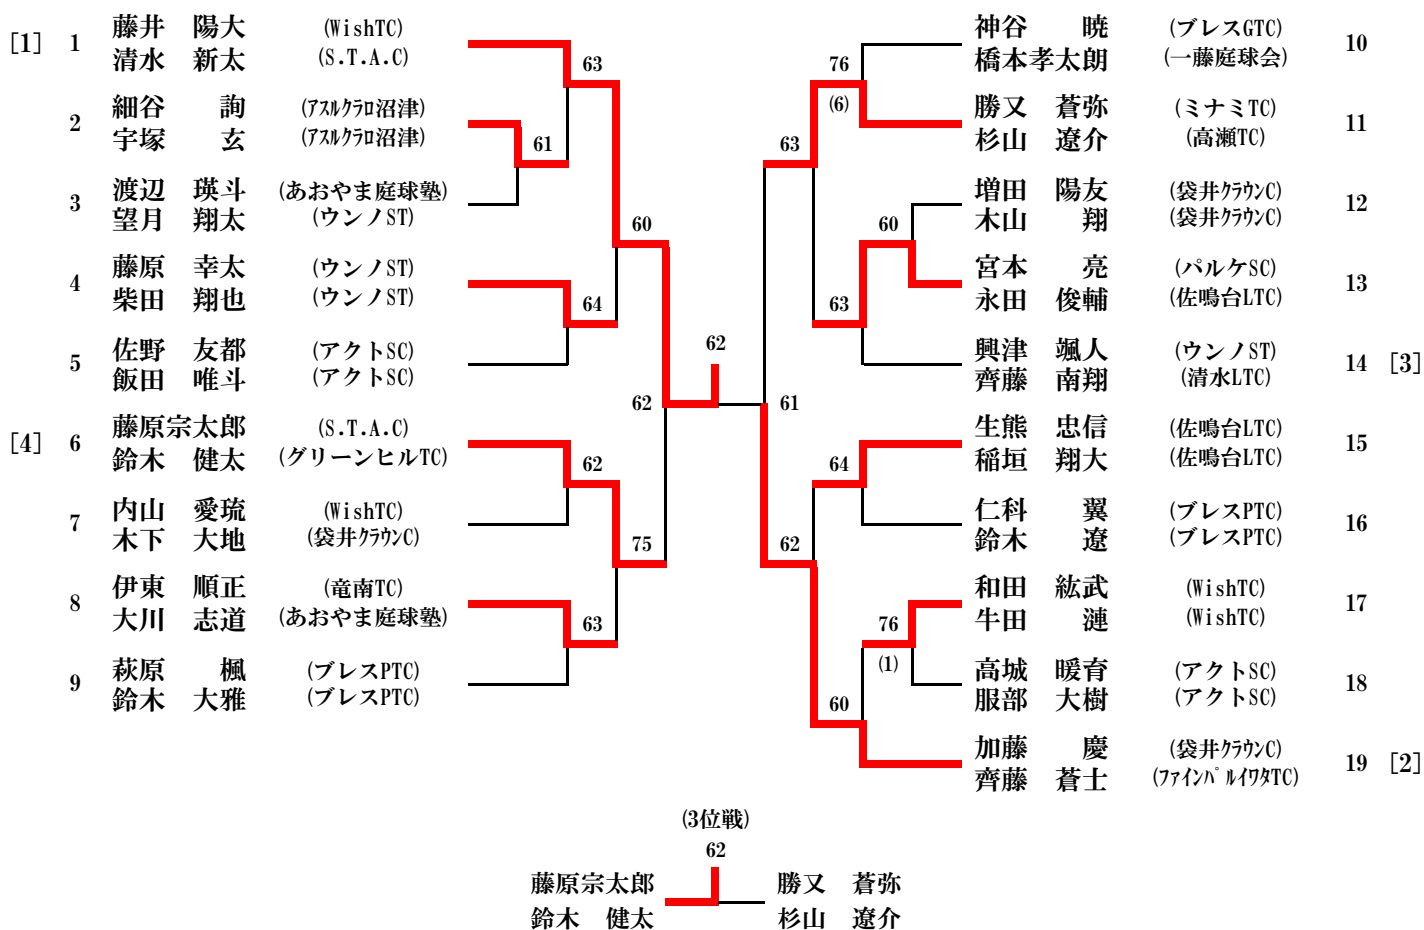 [1] 1 藤井 陽大 (WishTC)
清水 新太 (S.T.A.C)
2 細谷 詢 (ｱｽﾙｸﾗﾛ沼津)
宇塚 玄 (ｱｽﾙｸﾗﾛ沼津)
3 渡辺 瑛斗 (あおやま庭球塾)
望月 翔太 (ウンノST)
4 藤原 幸太 (ウンノST)
柴田 翔也 (ウンノST)
5 佐野 友都 (アクトSC)
飯田 唯斗 (アクトSC)
[4] 6 藤原宗太郎 (S.T.A.C)
鈴木 健太 (グリーンヒルTC)
7 内山 愛琉 (WishTC)
木下 大地 (袋井ｸﾗｳﾝC)
8 伊東 順正 (竜南TC)
大川 志道 (あおやま庭球塾)
9 萩原 楓 (ブレスPTC)
鈴木 大雅 (ブレスPTC)
63
61
60
64
62
62
75
63
62
神谷 暁 (ブレスGTC) 10
橋本孝太朗 (一藤庭球会)
勝又 蒼弥 (ミナミTC) 11
杉山 遼介 (高瀬TC)
増田 陽友 (袋井ｸﾗｳﾝC) 12
木山 翔 (袋井ｸﾗｳﾝC)
宮本 亮 (パルケSC) 13
永田 俊輔 (佐鳴台LTC)
興津 颯人 (ウンノST) 14 [3]
齊藤 南翔 (清水LTC)
生熊 忠信 (佐鳴台LTC) 15
稲垣 翔大 (佐鳴台LTC)
仁科 翼 (ブレスPTC) 16
鈴木 遼 (ブレスPTC)
和田 紘武 (WishTC) 17
牛田 漣 (WishTC)
高城 暖育 (アクトSC) 18
服部 大樹 (アクトSC)
加藤 慶 (袋井ｸﾗｳﾝC) 19 [2]
齊藤 蒼士 (ﾌｧｲﾝﾊﾟﾙｲﾜﾀTC)
76
(6)
63
60
63
61
64
62
76
(1)
60
(3位戦)
62
藤原宗太郎 勝又 蒼弥
鈴木 健太 杉山 遼介